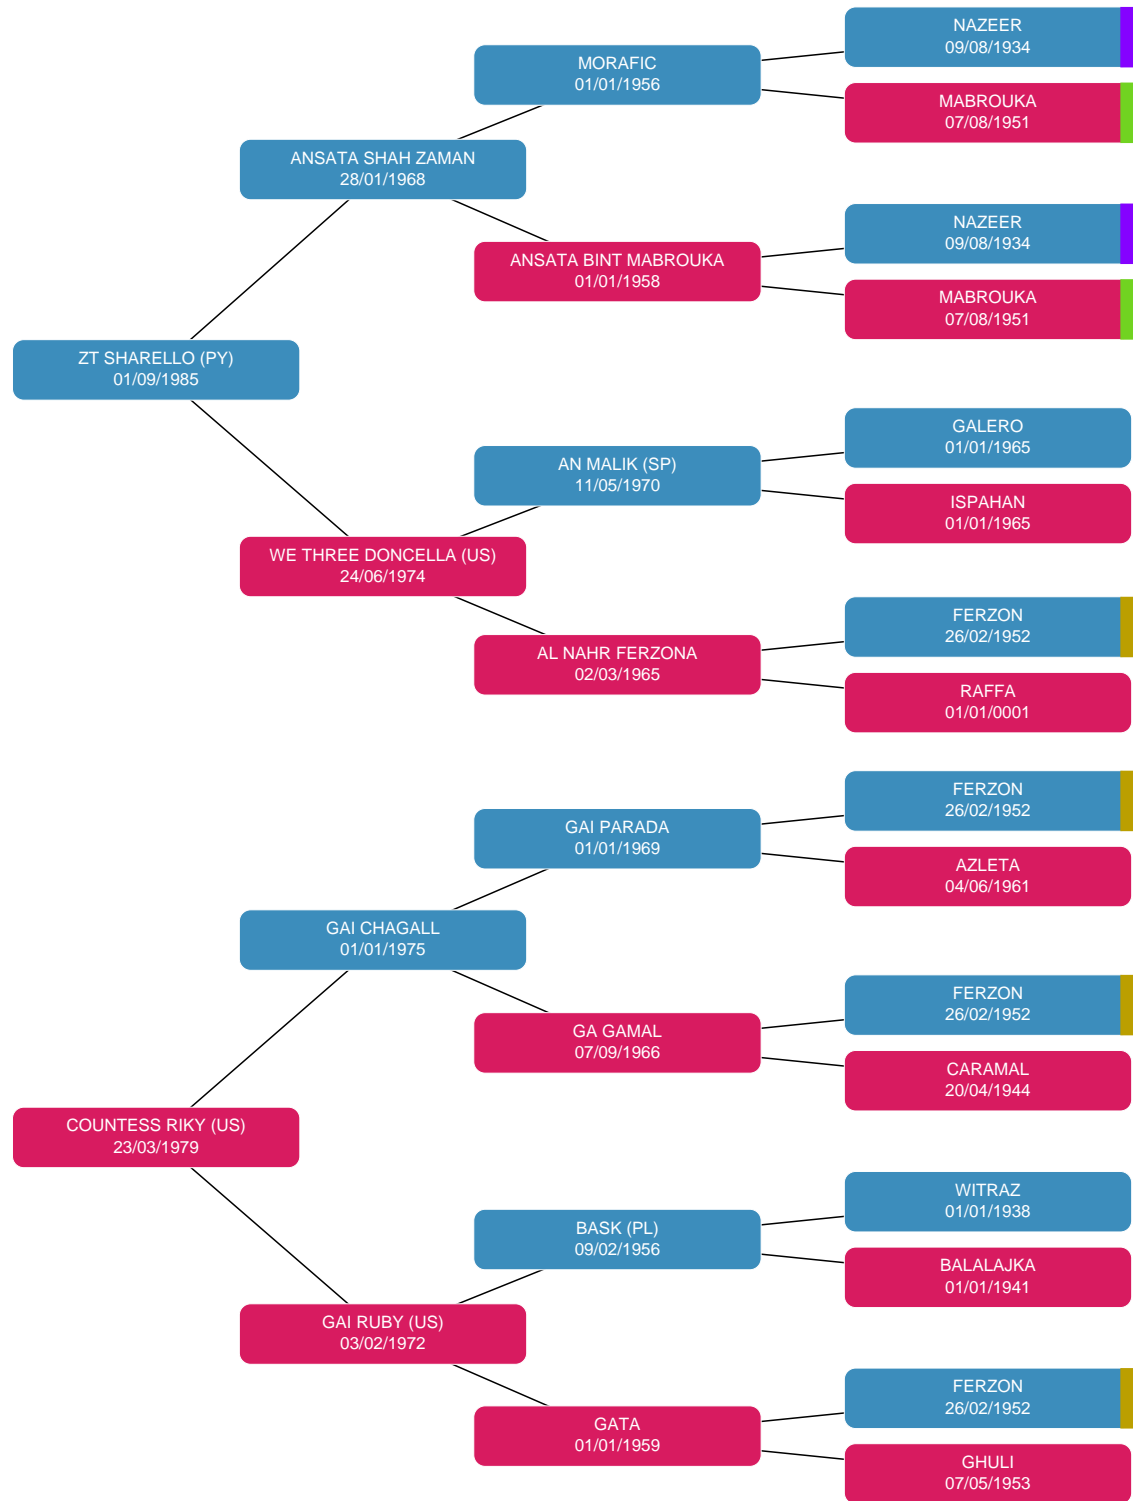 NAZEER
09/08/1934
MORAFIC
01/01/1956
MABROUKA
07/08/1951
ANSATA SHAH ZAMAN
28/01/1968
NAZEER
09/08/1934
ANSATA BINT MABROUKA
01/01/1958
MABROUKA
07/08/1951
ZT SHARELLO (PY)
01/09/1985
GALERO
01/01/1965
AN MALIK (SP)
11/05/1970
ISPAHAN
01/01/1965
WE THREE DONCELLA (US)
24/06/1974
FERZON
26/02/1952
AL NAHR FERZONA
02/03/1965
RAFFA
01/01/0001
FERZON
26/02/1952
GAI PARADA
01/01/1969
AZLETA
04/06/1961
GAI CHAGALL
01/01/1975
FERZON
26/02/1952
GA GAMAL
07/09/1966
CARAMAL
20/04/1944
COUNTESS RIKY (US)
23/03/1979
WITRAZ
01/01/1938
BASK (PL)
09/02/1956
BALALAJKA
01/01/1941
GAI RUBY (US)
03/02/1972
FERZON
26/02/1952
GATA
01/01/1959
GHULI
07/05/1953